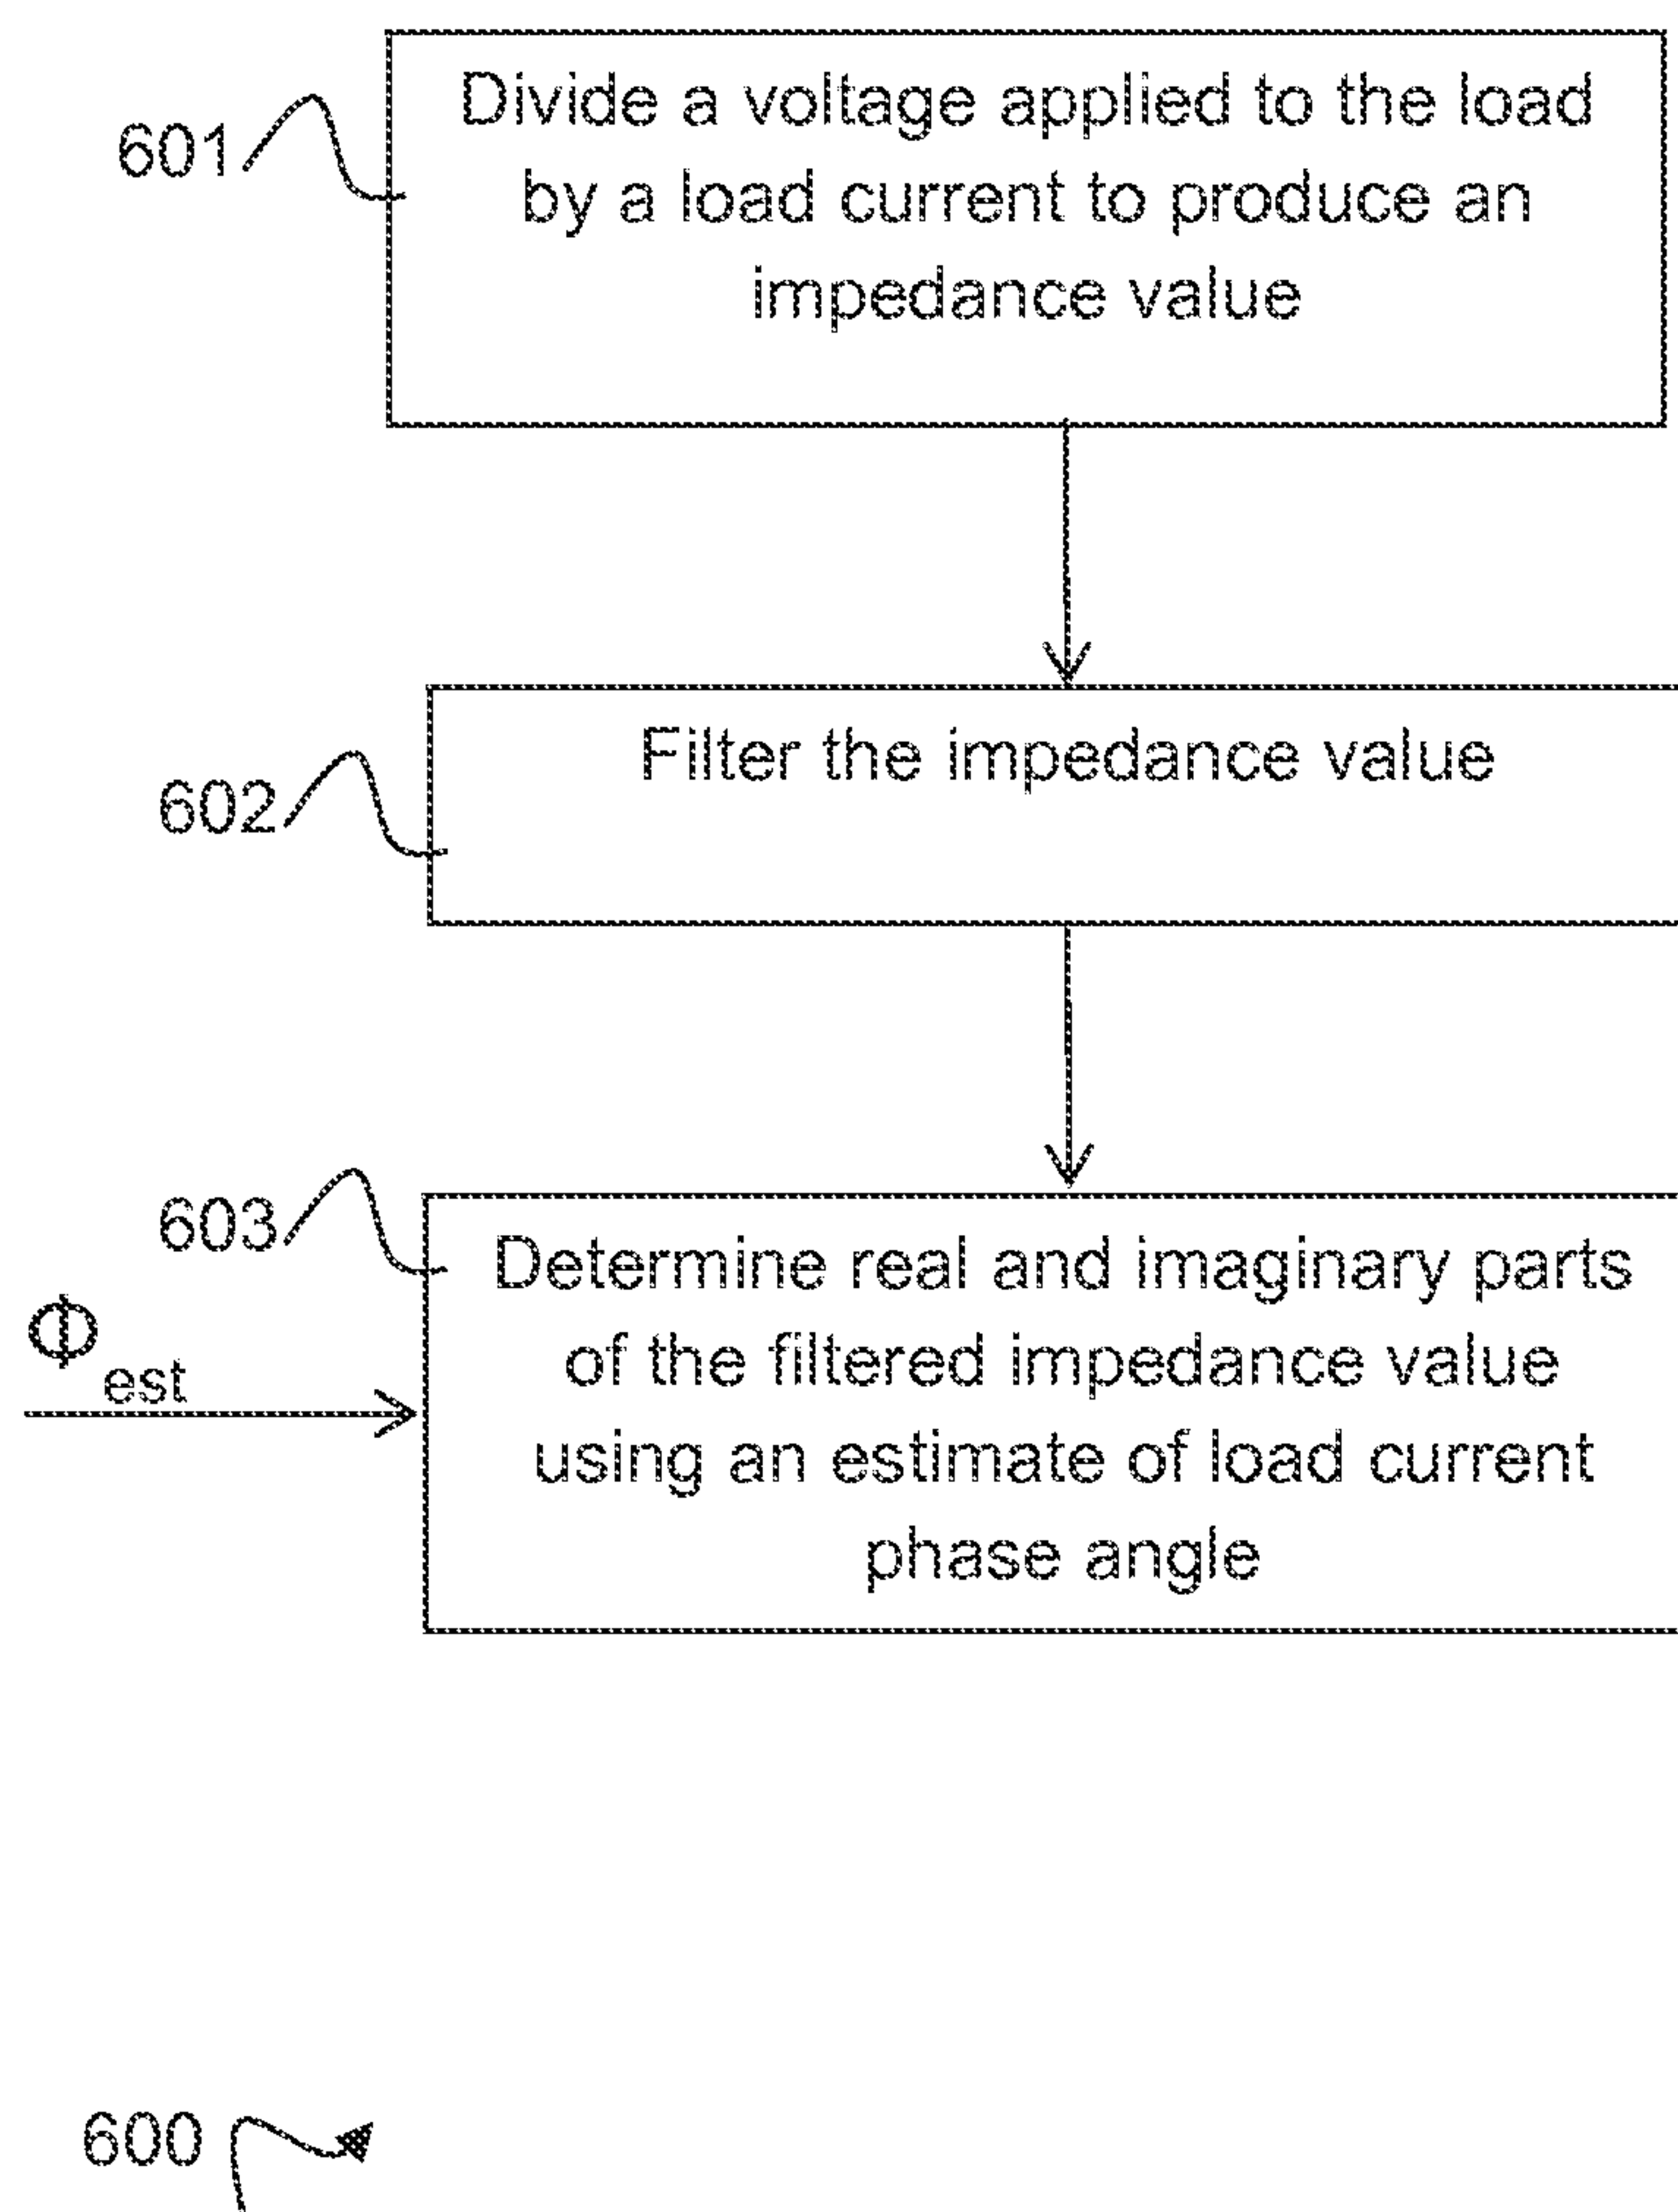 601
Divide a voltage applied to the load
by a load current to produce an
impedance value
602
Filter the impedance value
603
Determine real and imaginary parts
of the filtered impedance value
using an estimate of load current
phase angle
Φest
600